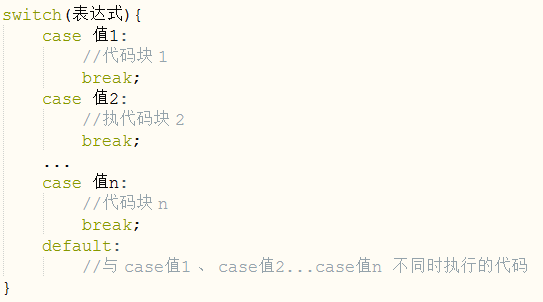 switch(表达式){
case 值1:
//代码块1
break;
case 值2:
//执代码块2
break;
...
case 值n:
//代码块n
break;
default:
//与case值1、case值2...case值n 不同时执行的代码
}